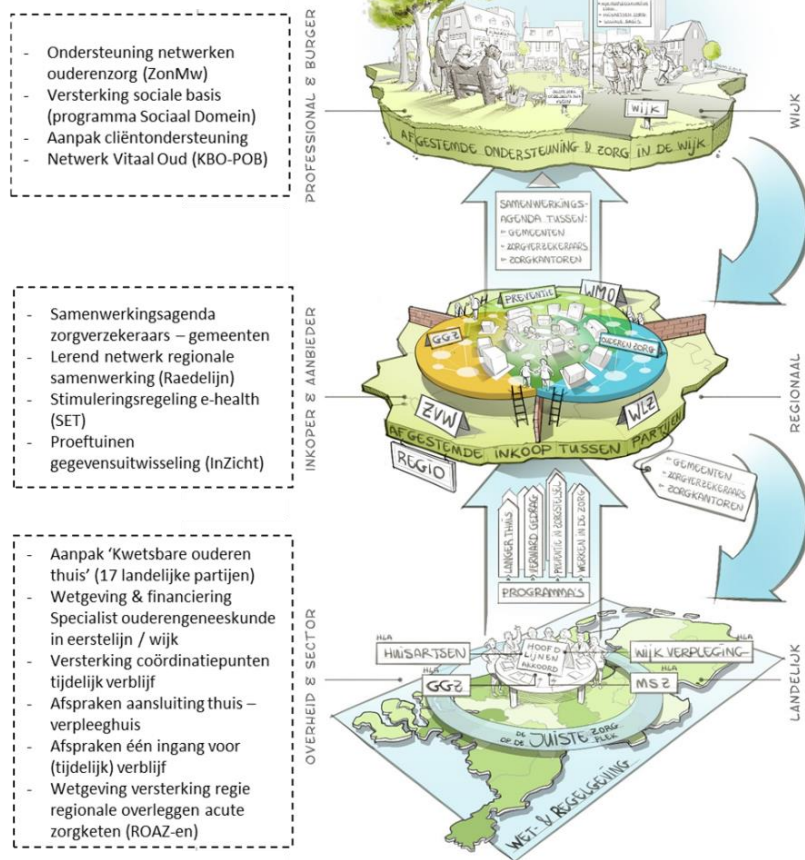 - Ondersteuning netwerken
ouderenzorg (ZonMw)
- Versterking sociale basis
(programma Sociaal Domein)
- Aanpak cliëntondersteuning
- Netwerk Vitaal Oud (KBO-POB)
PROFESSIONAL & BURGER
WIJK
WIJK
AFGESTEMDE ONDERSTEUNING & ZORG IN DE WIJK
SAMENWERKINGS-
AGENDA TUSSEN:
- GEMEENTEN
- ZORGVERZEKERAARS
- ZORGKANTOREN
- Samenwerkingsagenda
zorgverzekeraars – gemeenten
- Lerend netwerk regionale
samenwerking (Raedelijn)
- Stimuleringsregeling e-health
(SET)
- Proeftuinen
gegevensuitwisseling (InZicht)
INKOPER & AANBIEDER
PREVENTIE
WMO
GGZ
OUDEREN ZORG
ZVW
WLZ
AFGESTEMDE INKOOP TUSSEN PARTIJEN
REGIO
REGIONAAL
- GEMEENTEN
- ZORGVERZEKERAARS
- ZORGKANTOREN
LANGER THUIS
VERWARD GEDRAG
PREVENTIE IN ZORGSTELSEL
WERKEN IN DE ZORG
PROGRAMMA'S
- Aanpak ‘Kwetsbare ouderen
thuis’ (17 landelijke partijen)
- Wetgeving & financiering
Specialist ouderengeneeskunde
in eerstelijn / wijk
- Versterking coördinatiepunten
tijdelijk verblijf
- Afspraken aansluiting thuis –
verpleeghuis
- Afspraken één ingang voor
(tijdelijk) verblijf
- Wetgeving versterking regie
regionale overleggen acute
zorgketen (ROAZ-en)
OVERHEID & SECTOR
HLA
HUISARTSEN
HOOFD
LIJNEN
AKKOORD
HLA
WIJK VERPLEGING
HLA
GGZ
HLA
MSZ
DE JUISTE ZORG
OP DE PLEK
WET- & REGELGEVING
LANDELIJK